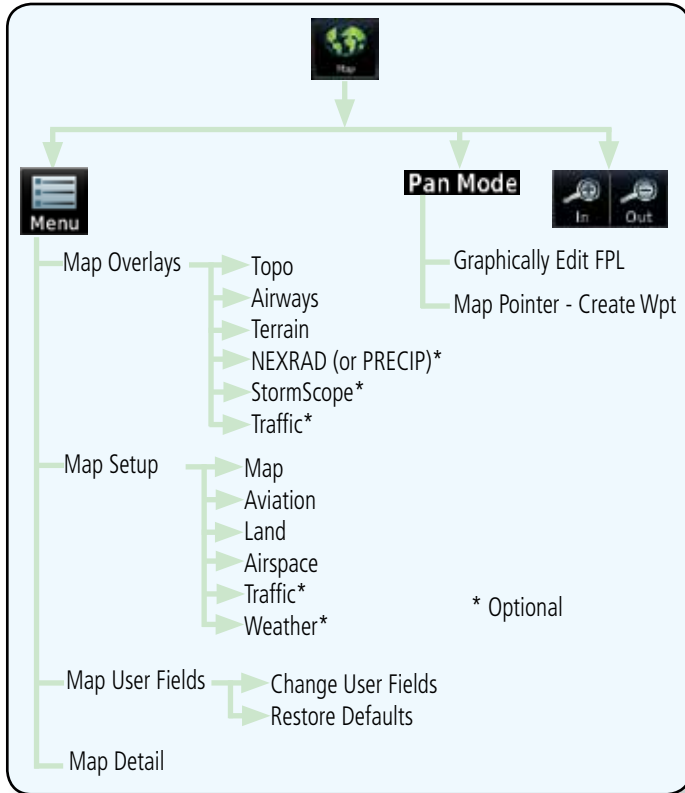 Map
Menu
Pan Mode
In
Out
Map Overlays
Topo
Airways
Terrain
NEXRAD (or PRECIP)*
StormScope*
Traffic*
Graphically Edit FPL
Map Pointer - Create Wpt
Map Setup
Map
Aviation
Land
Airspace
Traffic*
Weather*
* Optional
Map User Fields
Change User Fields
Restore Defaults
Map Detail